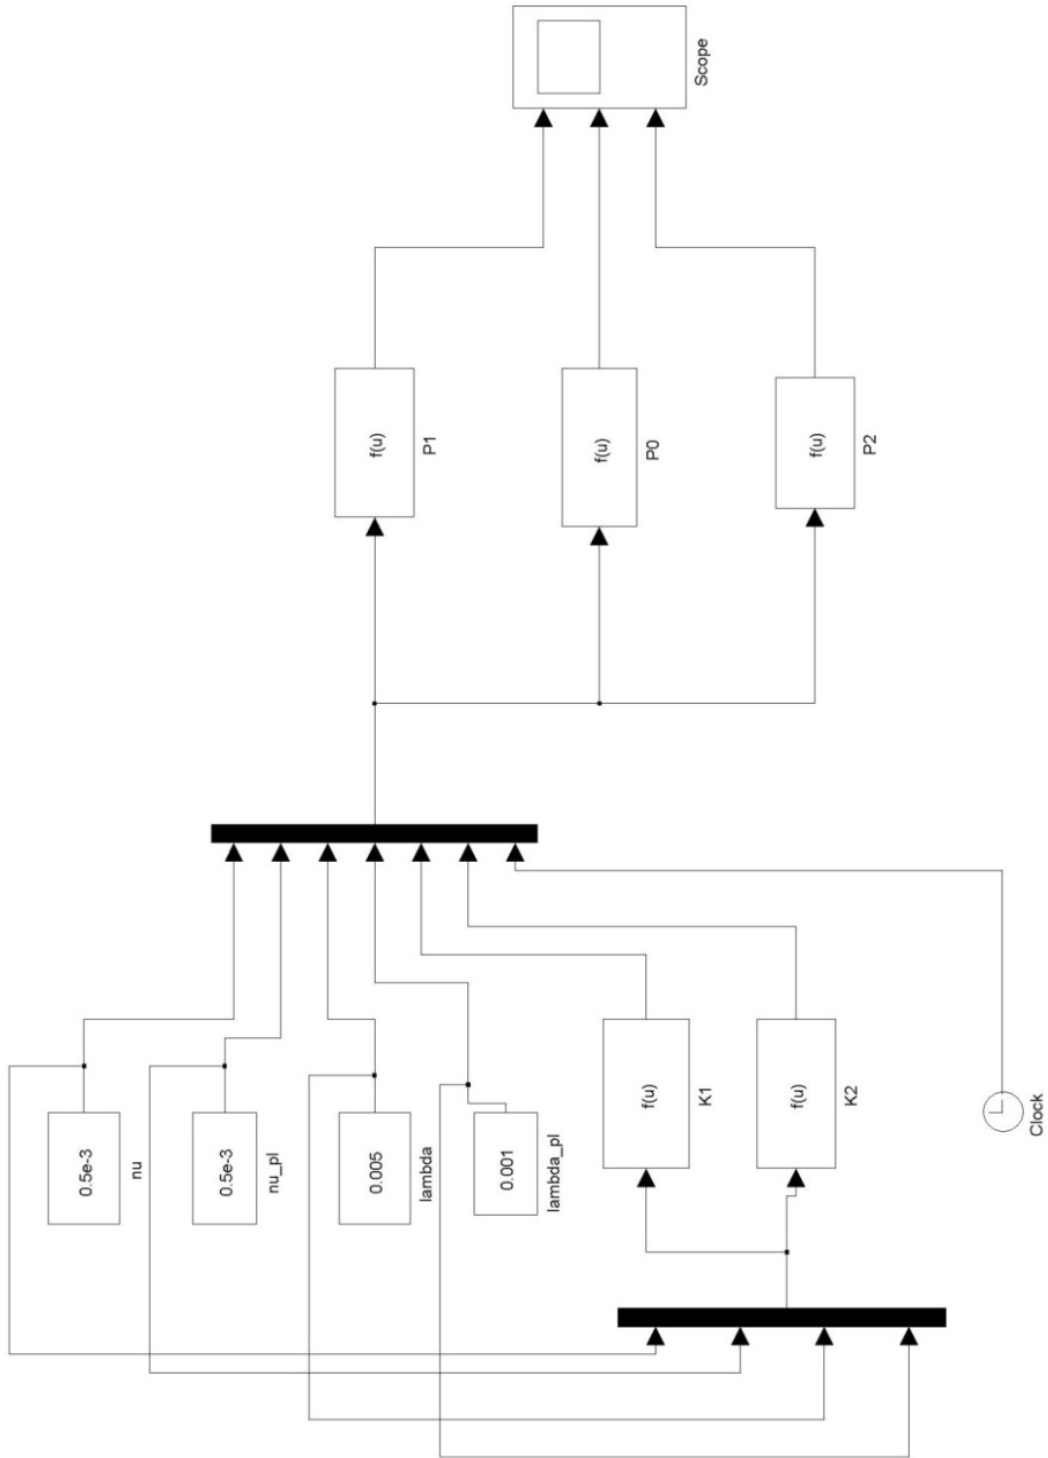 Scope
f(u)
P1
f(u)
P0
f(u)
P2
0.5e-3
nu
0.5e-3
nu_pl
0.005
lambda
0.001
lambda_pl
f(u)
K1
f(u)
K2
Clock